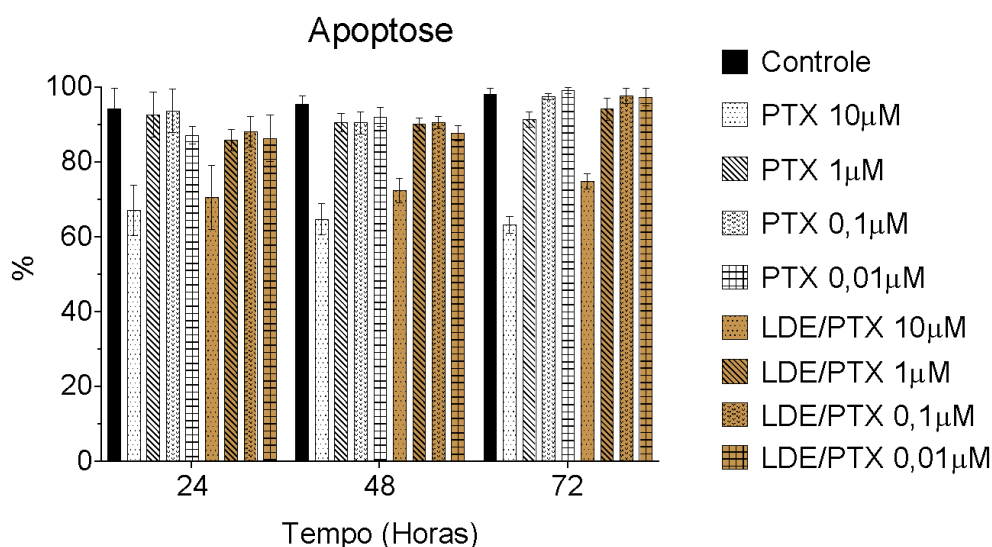 Apoptose
%
100
80
60
40
20
0
24
48
72
Tempo (Horas)
Controle
PTX 10μM
PTX 1μM
PTX 0,1μM
PTX 0,01μM
LDE/PTX 10μM
LDE/PTX 1μM
LDE/PTX 0,1μM
LDE/PTX 0,01μM